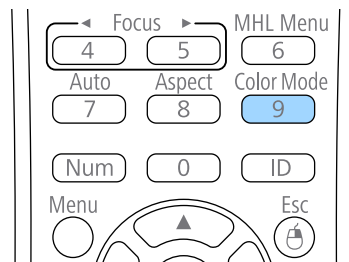 ◄ Focus ► MHL Menu
4 5 6
Auto Aspect Color Mode
7 8 9
Num 0 ID
Menu Esc